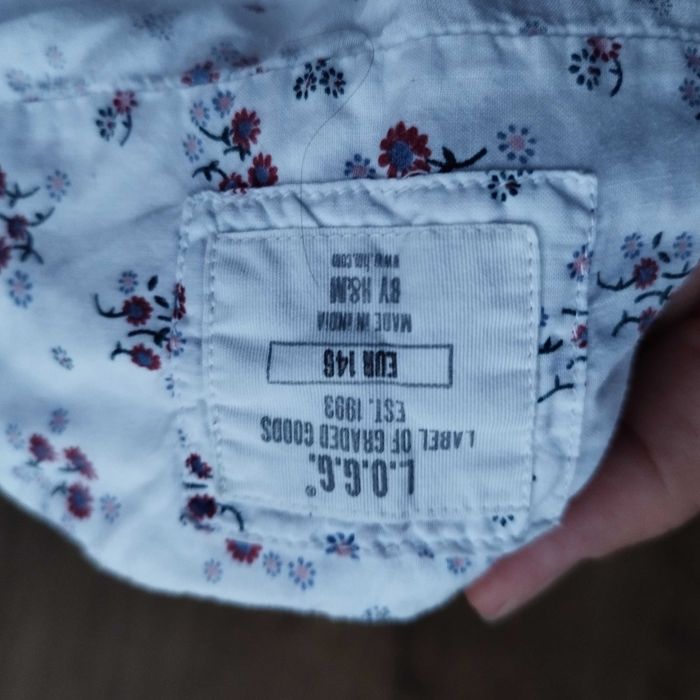 L.O.G.G.®
LABEL OF GRADED GOODS
EST. 1993
EUR 146
MADE IN INDIA
BY H&M
www.hm.com